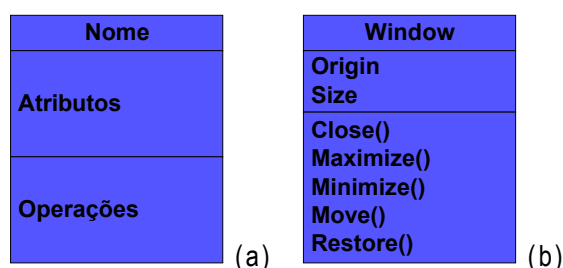 Nome
Atributos
Operações
(a)
Window
Origin
Size
Close()
Maximize()
Minimize()
Move()
Restore()
(b)